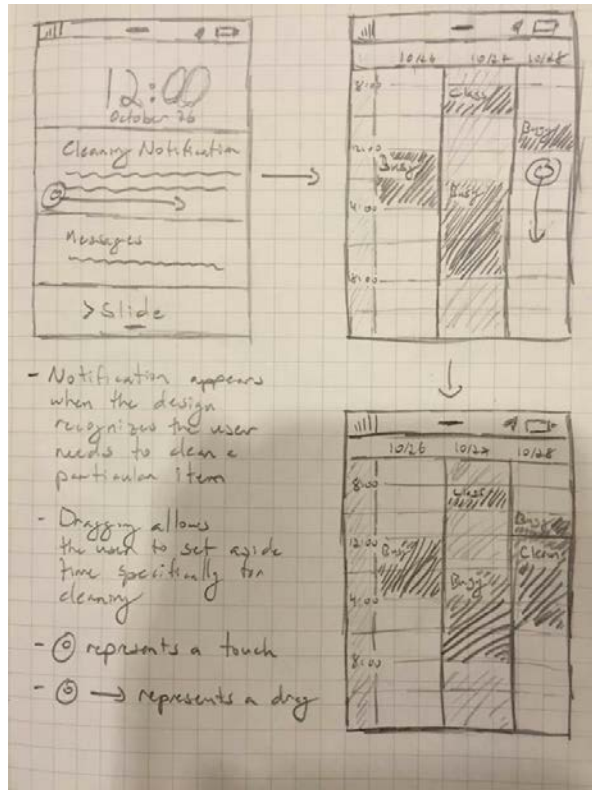 12:00
October 26
Cleaning Notification
Messages
>Slide
10/26 10/27 10/28
8:00
Class
Busy
12:00
Busy
Busy
4:00
8:00
- Notification appears
when the design
recognizes the user
needs to clean a
particular item
- Dragging allows
the user to set aside
time specifically for
cleaning
- represents a touch
- → represents a drag
10/26 10/27 10/28
8:00
Class
Busy
12:00
Busy
Clean
Busy
4:00
8:00